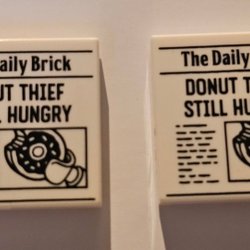 aily Brick
UT THIEF
L HUNGRY
The Daily
DONUT T
STILL HU